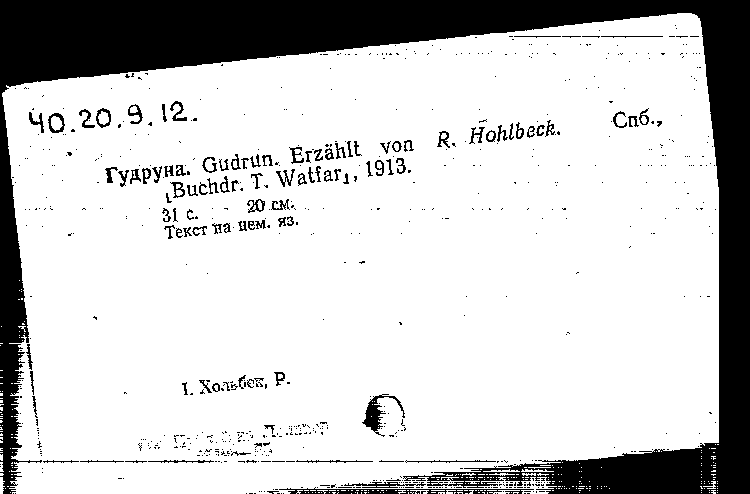 40.20.9.12.
Гудруна. Gudrun. Erzählt von R. Hohlbeck. Спб.,
[Buchdr. T. Watfar], 1913.
31 с. 20 см.
Текст на нем. яз.
I. Хольбек, Р.